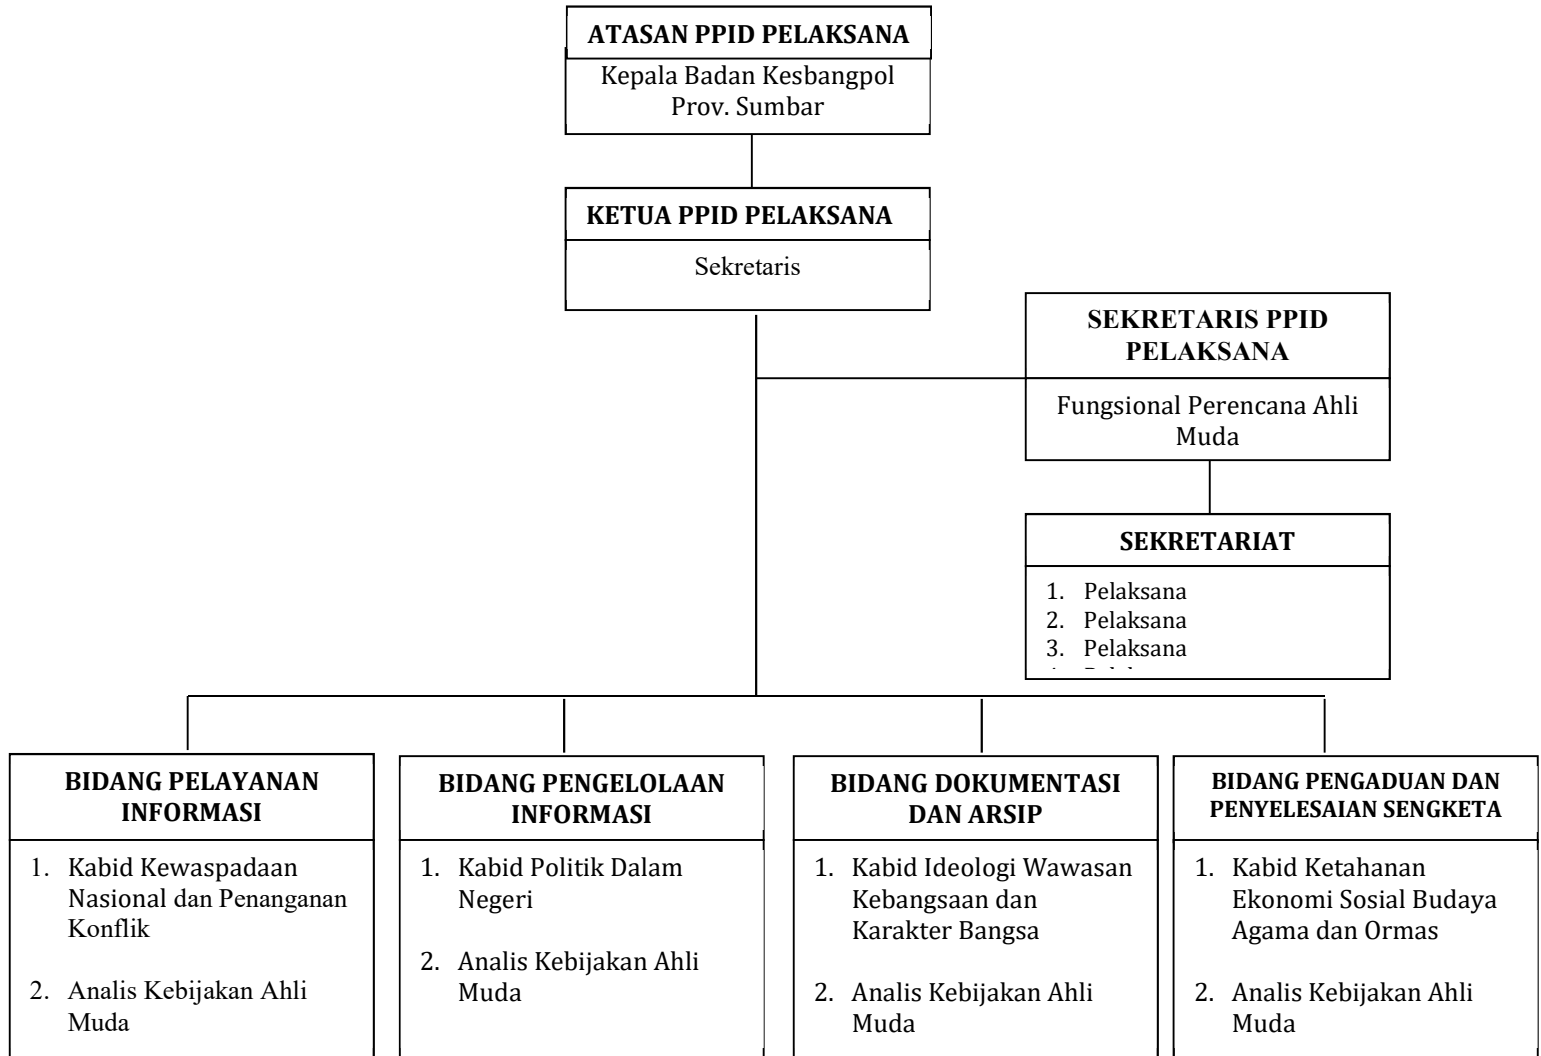 ATASAN PPID PELAKSANA
Kepala Badan Kesbangpol
Prov. Sumbar
KETUA PPID PELAKSANA
Sekretaris
SEKRETARIS PPID
PELAKSANA
Fungsional Perencana Ahli
Muda
SEKRETARIAT
1. Pelaksana
2. Pelaksana
3. Pelaksana
BIDANG PELAYANAN
INFORMASI
1. Kabid Kewaspadaan
Nasional dan Penanganan
Konflik
2. Analis Kebijakan Ahli
Muda
BIDANG PENGELOLAAN
INFORMASI
1. Kabid Politik Dalam
Negeri
2. Analis Kebijakan Ahli
Muda
BIDANG DOKUMENTASI
DAN ARSIP
1. Kabid Ideologi Wawasan
Kebangsaan dan
Karakter Bangsa
2. Analis Kebijakan Ahli
Muda
BIDANG PENGADUAN DAN
PENYELESAIAN SENGKETA
1. Kabid Ketahanan
Ekonomi Sosial Budaya
Agama dan Ormas
2. Analis Kebijakan Ahli
Muda